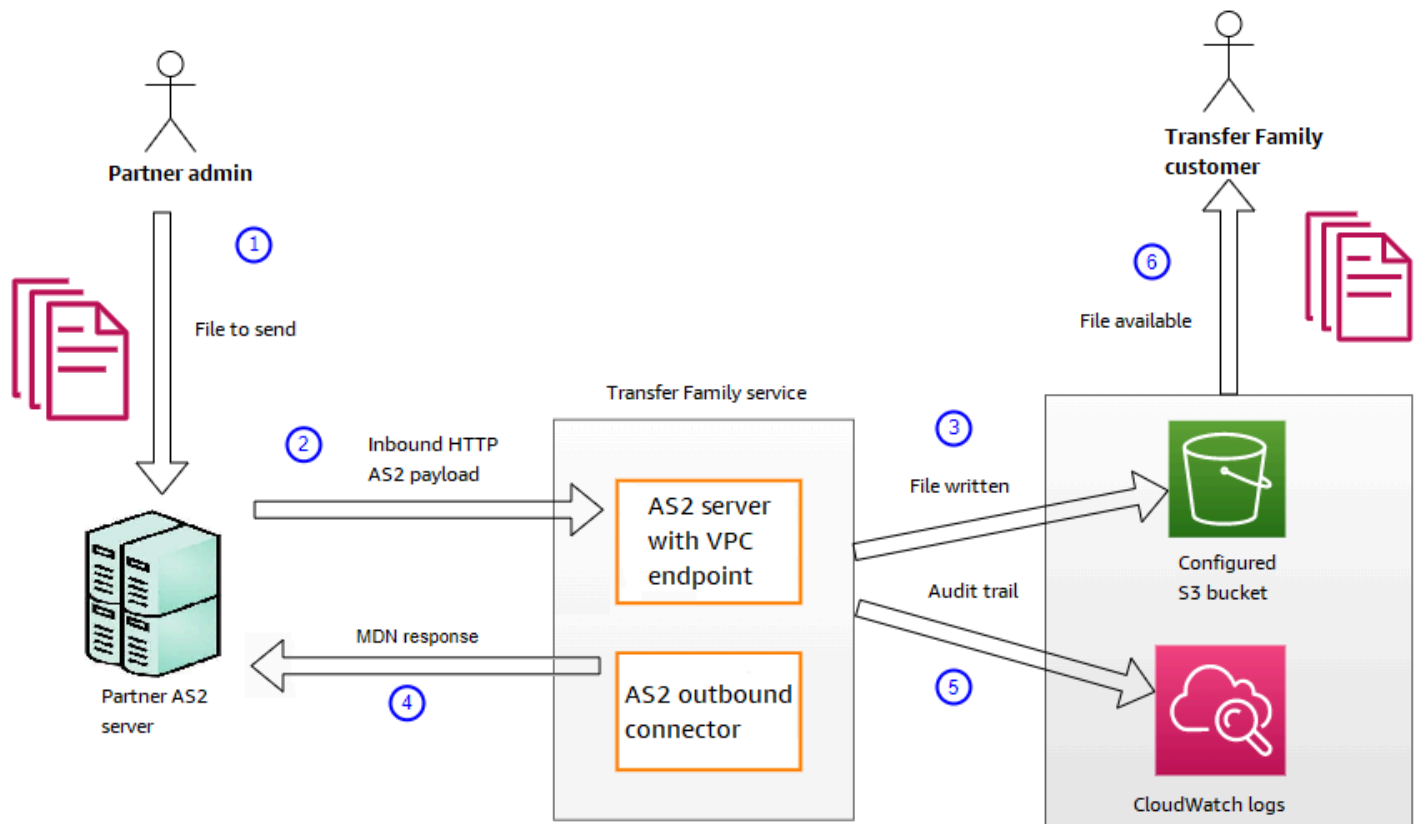 Partner admin
Transfer Family
customer
1
File to send
6
File available
Transfer Family service
2
Inbound HTTP
AS2 payload
AS2 server
with VPC
endpoint
3
File written
Configured
S3 bucket
Audit trail
MDN response
4
AS2 outbound
connector
5
Partner AS2
server
CloudWatch logs